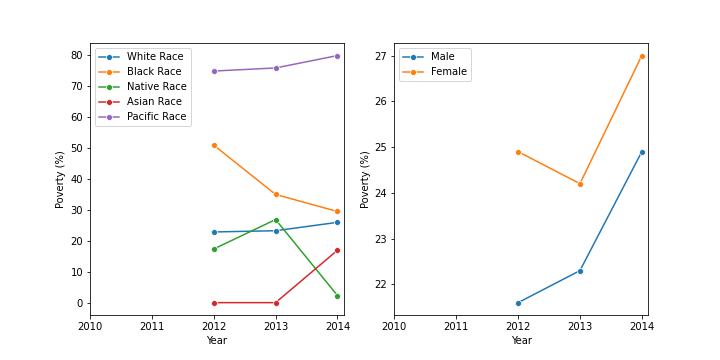 White Race
Black Race
Native Race
Asian Race
Pacific Race
80
70
60
50
40
30
20
10
0
Poverty (%)
2010 2011 2012 2013 2014
Year
Male
Female
27
26
25
24
23
22
Poverty (%)
2010 2011 2012 2013 2014
Year